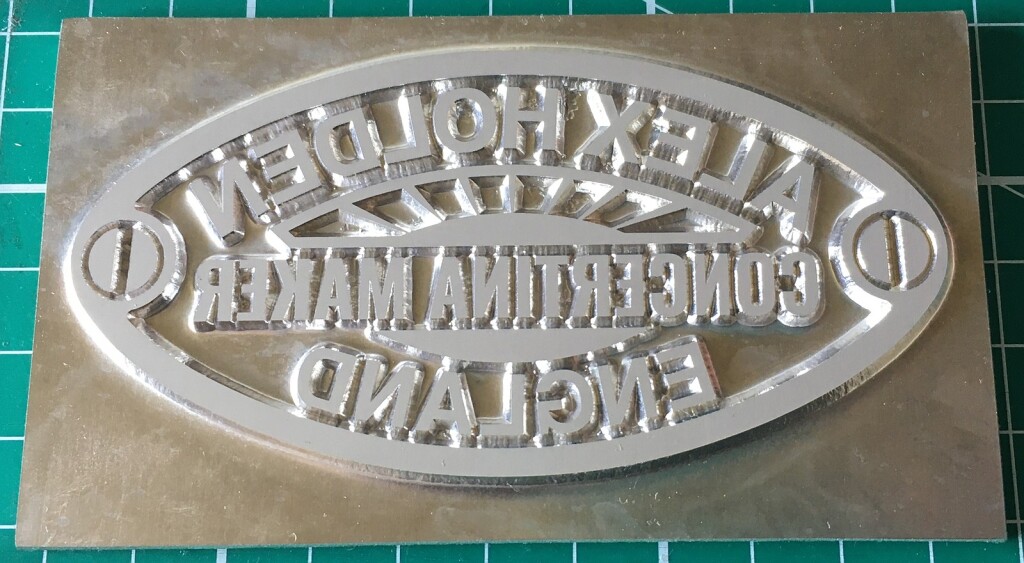 ALEX HOLDEN
CONCERTINA MAKER
ENGLAND